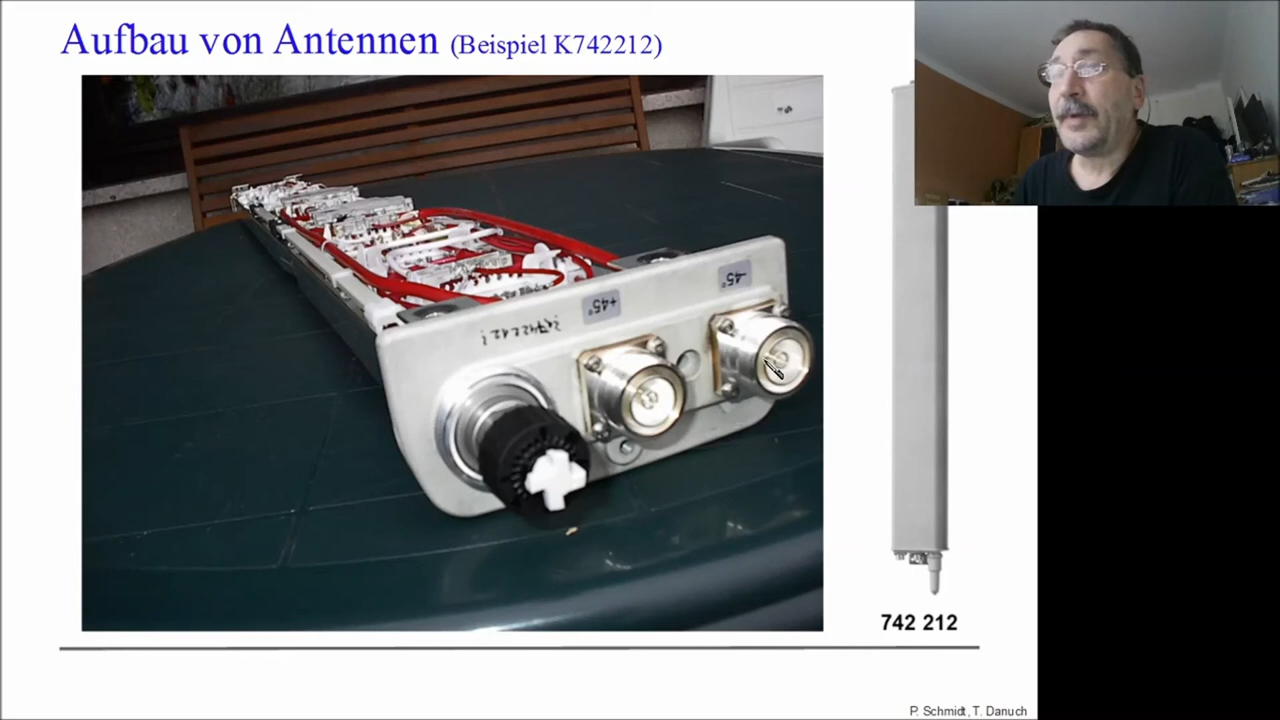 Aufbau von Antennen (Beispiel K742212)
-45°
+45°
742 212
P. Schmidt, T. Danuch